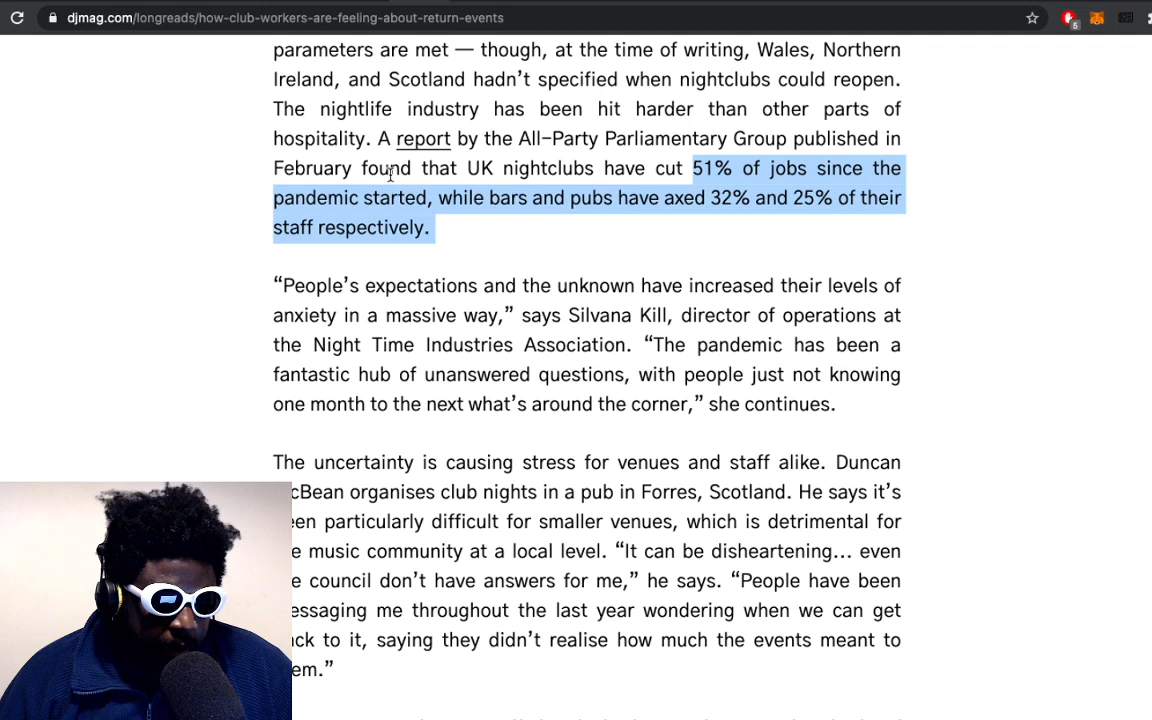 djmag.com/longreads/how-club-workers-are-feeling-about-return-events
5
parameters are met — though, at the time of writing, Wales, Northern
Ireland, and Scotland hadn’t specified when nightclubs could reopen.
The nightlife industry has been hit harder than other parts of
hospitality. A report by the All-Party Parliamentary Group published in
February found that UK nightclubs have cut 51% of jobs since the
pandemic started, while bars and pubs have axed 32% and 25% of their
staff respectively.
“People’s expectations and the unknown have increased their levels of
anxiety in a massive way,” says Silvana Kill, director of operations at
the Night Time Industries Association. “The pandemic has been a
fantastic hub of unanswered questions, with people just not knowing
one month to the next what’s around the corner,” she continues.
The uncertainty is causing stress for venues and staff alike. Duncan
cBean organises club nights in a pub in Forres, Scotland. He says it’s
een particularly difficult for smaller venues, which is detrimental for
e music community at a local level. “It can be disheartening... even
e council don’t have answers for me,” he says. “People have been
essaging me throughout the last year wondering when we can get
ck to it, saying they didn’t realise how much the events meant to
em.”